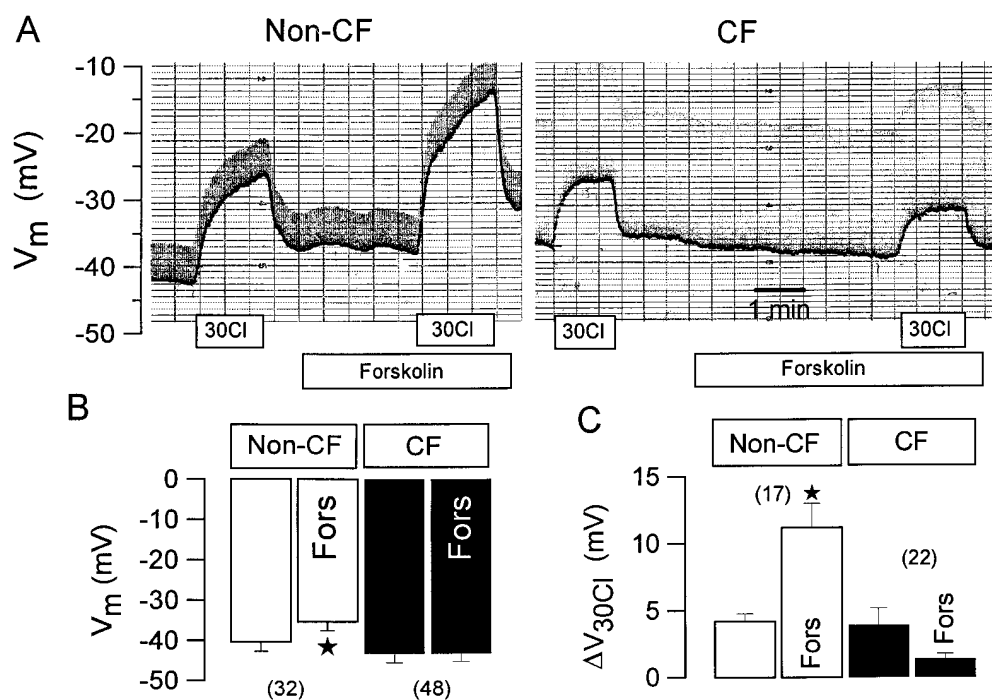 A
Non-CF
CF
Vm (mV)
-10
-20
-30
-40
-50
1 min
30Cl
30Cl
30Cl
30Cl
Forskolin
Forskolin
B
Non-CF
CF
Vm (mV)
0
-10
-20
-30
-40
-50
Fors
Fors
★
(32)
(48)
C
Non-CF
CF
ΔV30Cl (mV)
15
10
5
0
(17)
★
(22)
Fors
Fors